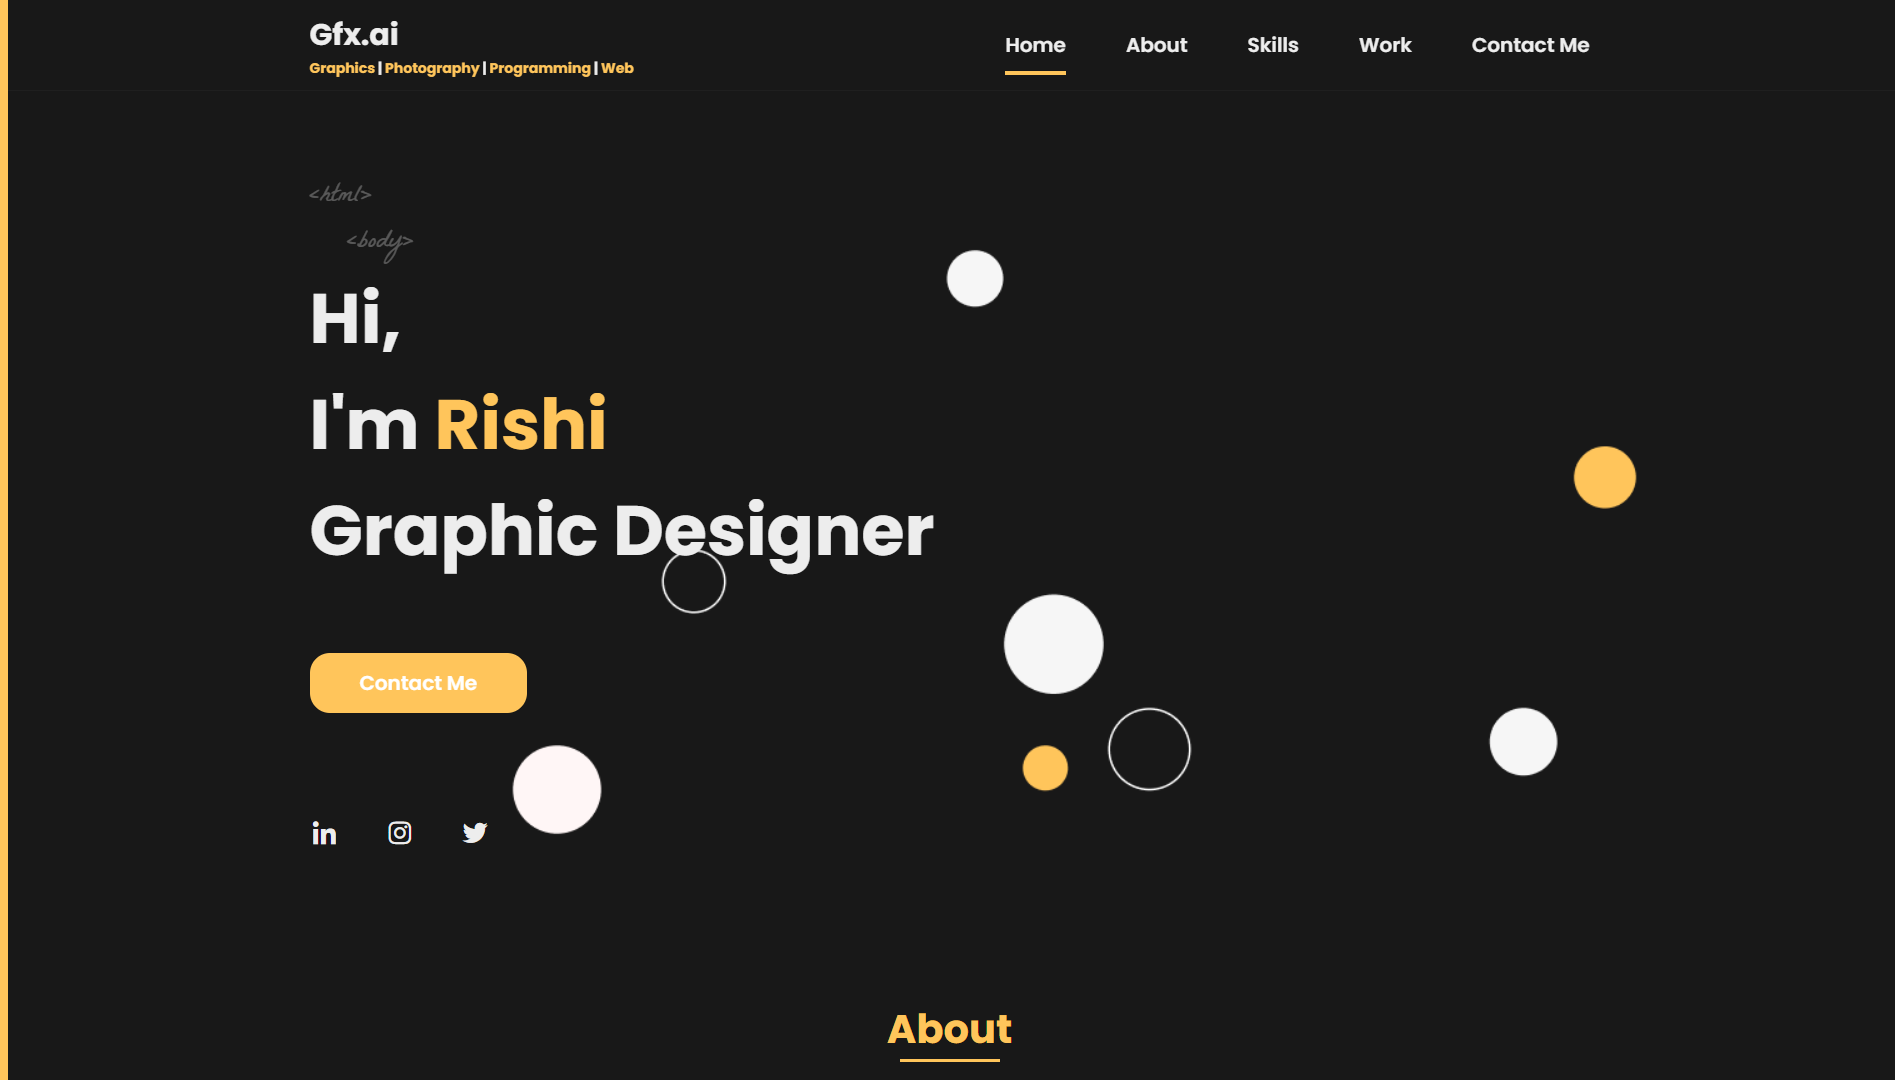 Gfx.ai
Graphics | Photography | Programming | Web
Home About Skills Work Contact Me
<html>
<body>
Hi,
I'm Rishi
Graphic Designer
Contact Me
in
About